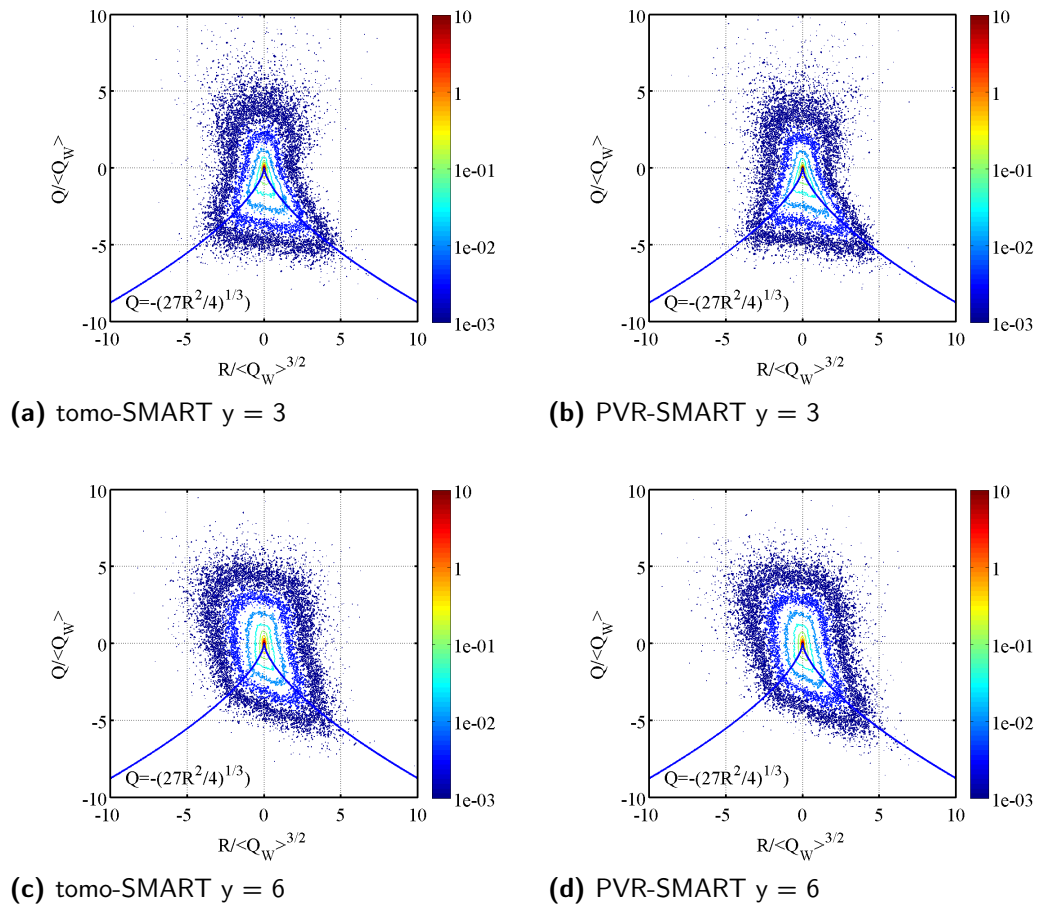 10
5
0
-5
-10
-10
-5
0
5
10
Q/<Q_W>
R/<Q_W>^{3/2}
Q=-(27R^2/4)^{1/3})
10
1
1e-01
1e-02
1e-03
(a) tomo-SMART y = 3
10
5
0
-5
-10
-10
-5
0
5
10
Q/<Q_W>
R/<Q_W>^{3/2}
Q=-(27R^2/4)^{1/3})
10
1
1e-01
1e-02
1e-03
(b) PVR-SMART y = 3
10
5
0
-5
-10
-10
-5
0
5
10
Q/<Q_W>
R/<Q_W>^{3/2}
Q=-(27R^2/4)^{1/3})
10
1
1e-01
1e-02
1e-03
(c) tomo-SMART y = 6
10
5
0
-5
-10
-10
-5
0
5
10
Q/<Q_W>
R/<Q_W>^{3/2}
Q=-(27R^2/4)^{1/3})
10
1
1e-01
1e-02
1e-03
(d) PVR-SMART y = 6